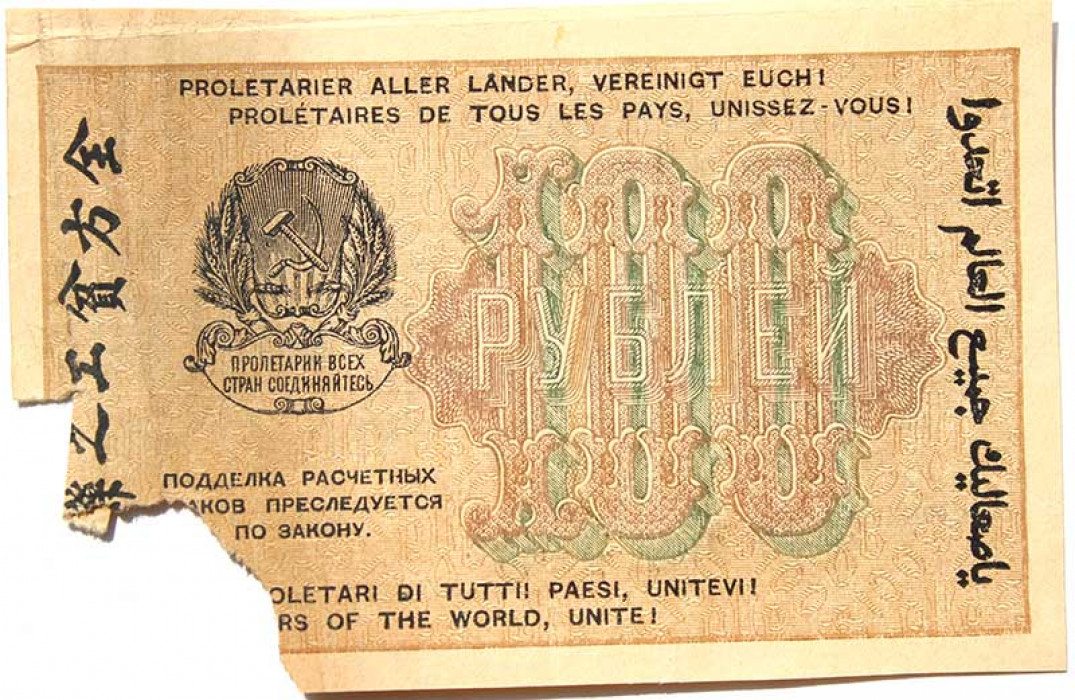 PROLETARIER ALLER LÄNDER, VEREINIGT EUCH!
PROLÉTAIRES DE TOUS LES PAYS, UNISSEZ-VOUS!
全方貧工之
ПРОЛЕТАРИИ ВСЕХ
СТРАН СОЕДИНЯЙТЕСЬ
100
РУБЛЕЙ
ياصعاليك جميع العالم اتحدوا
ПОДДЕЛКА РАСЧЕТНЫХ
АКОВ ПРЕСЛЕДУЕТСЯ
ПО ЗАКОНУ.
OLETARI DI TUTTI I PAESI, UNITEVI!
RS OF THE WORLD, UNITE!